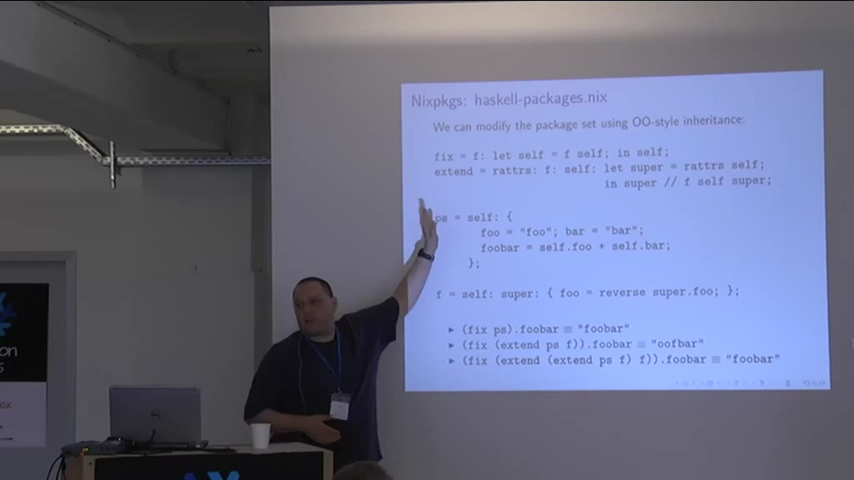 Nixpkgs: haskell-packages.nix
We can modify the package set using OO-style inheritance:
fix = f: let self = f self; in self;
extend = rattrs: f: self: let super = rattrs self;
in super // f self super;
ps = self: {
foo = "foo"; bar = "bar";
foobar = self.foo + self.bar;
};
f = self: super: { foo = reverse super.foo; };
▸ (fix ps).foobar ≡ "foobar"
▸ (fix (extend ps f)).foobar ≡ "oofbar"
▸ (fix (extend (extend ps f) f)).foobar ≡ "foobar"